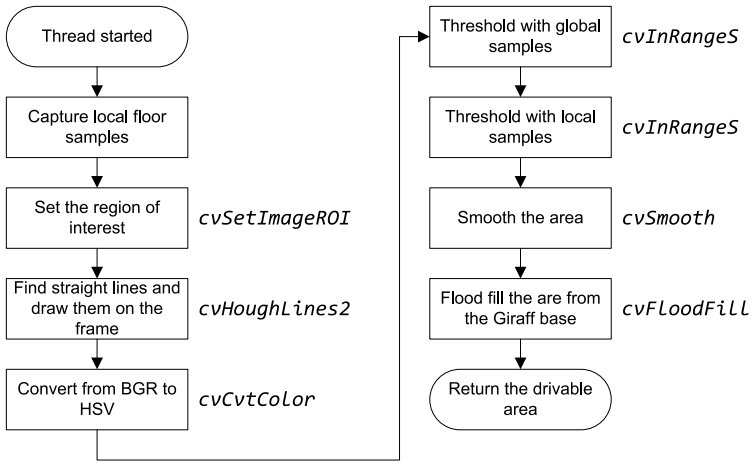 Thread started
Capture local floor
samples
Set the region of
interest
cvSetImageROI
Find straight lines and
draw them on the
frame
cvHoughLines2
Convert from BGR to
HSV
cvCvtColor
Threshold with global
samples
cvInRangeS
Threshold with local
samples
cvInRangeS
Smooth the area
cvSmooth
Flood fill the are from
the Giraff base
cvFloodFill
Return the drivable
area